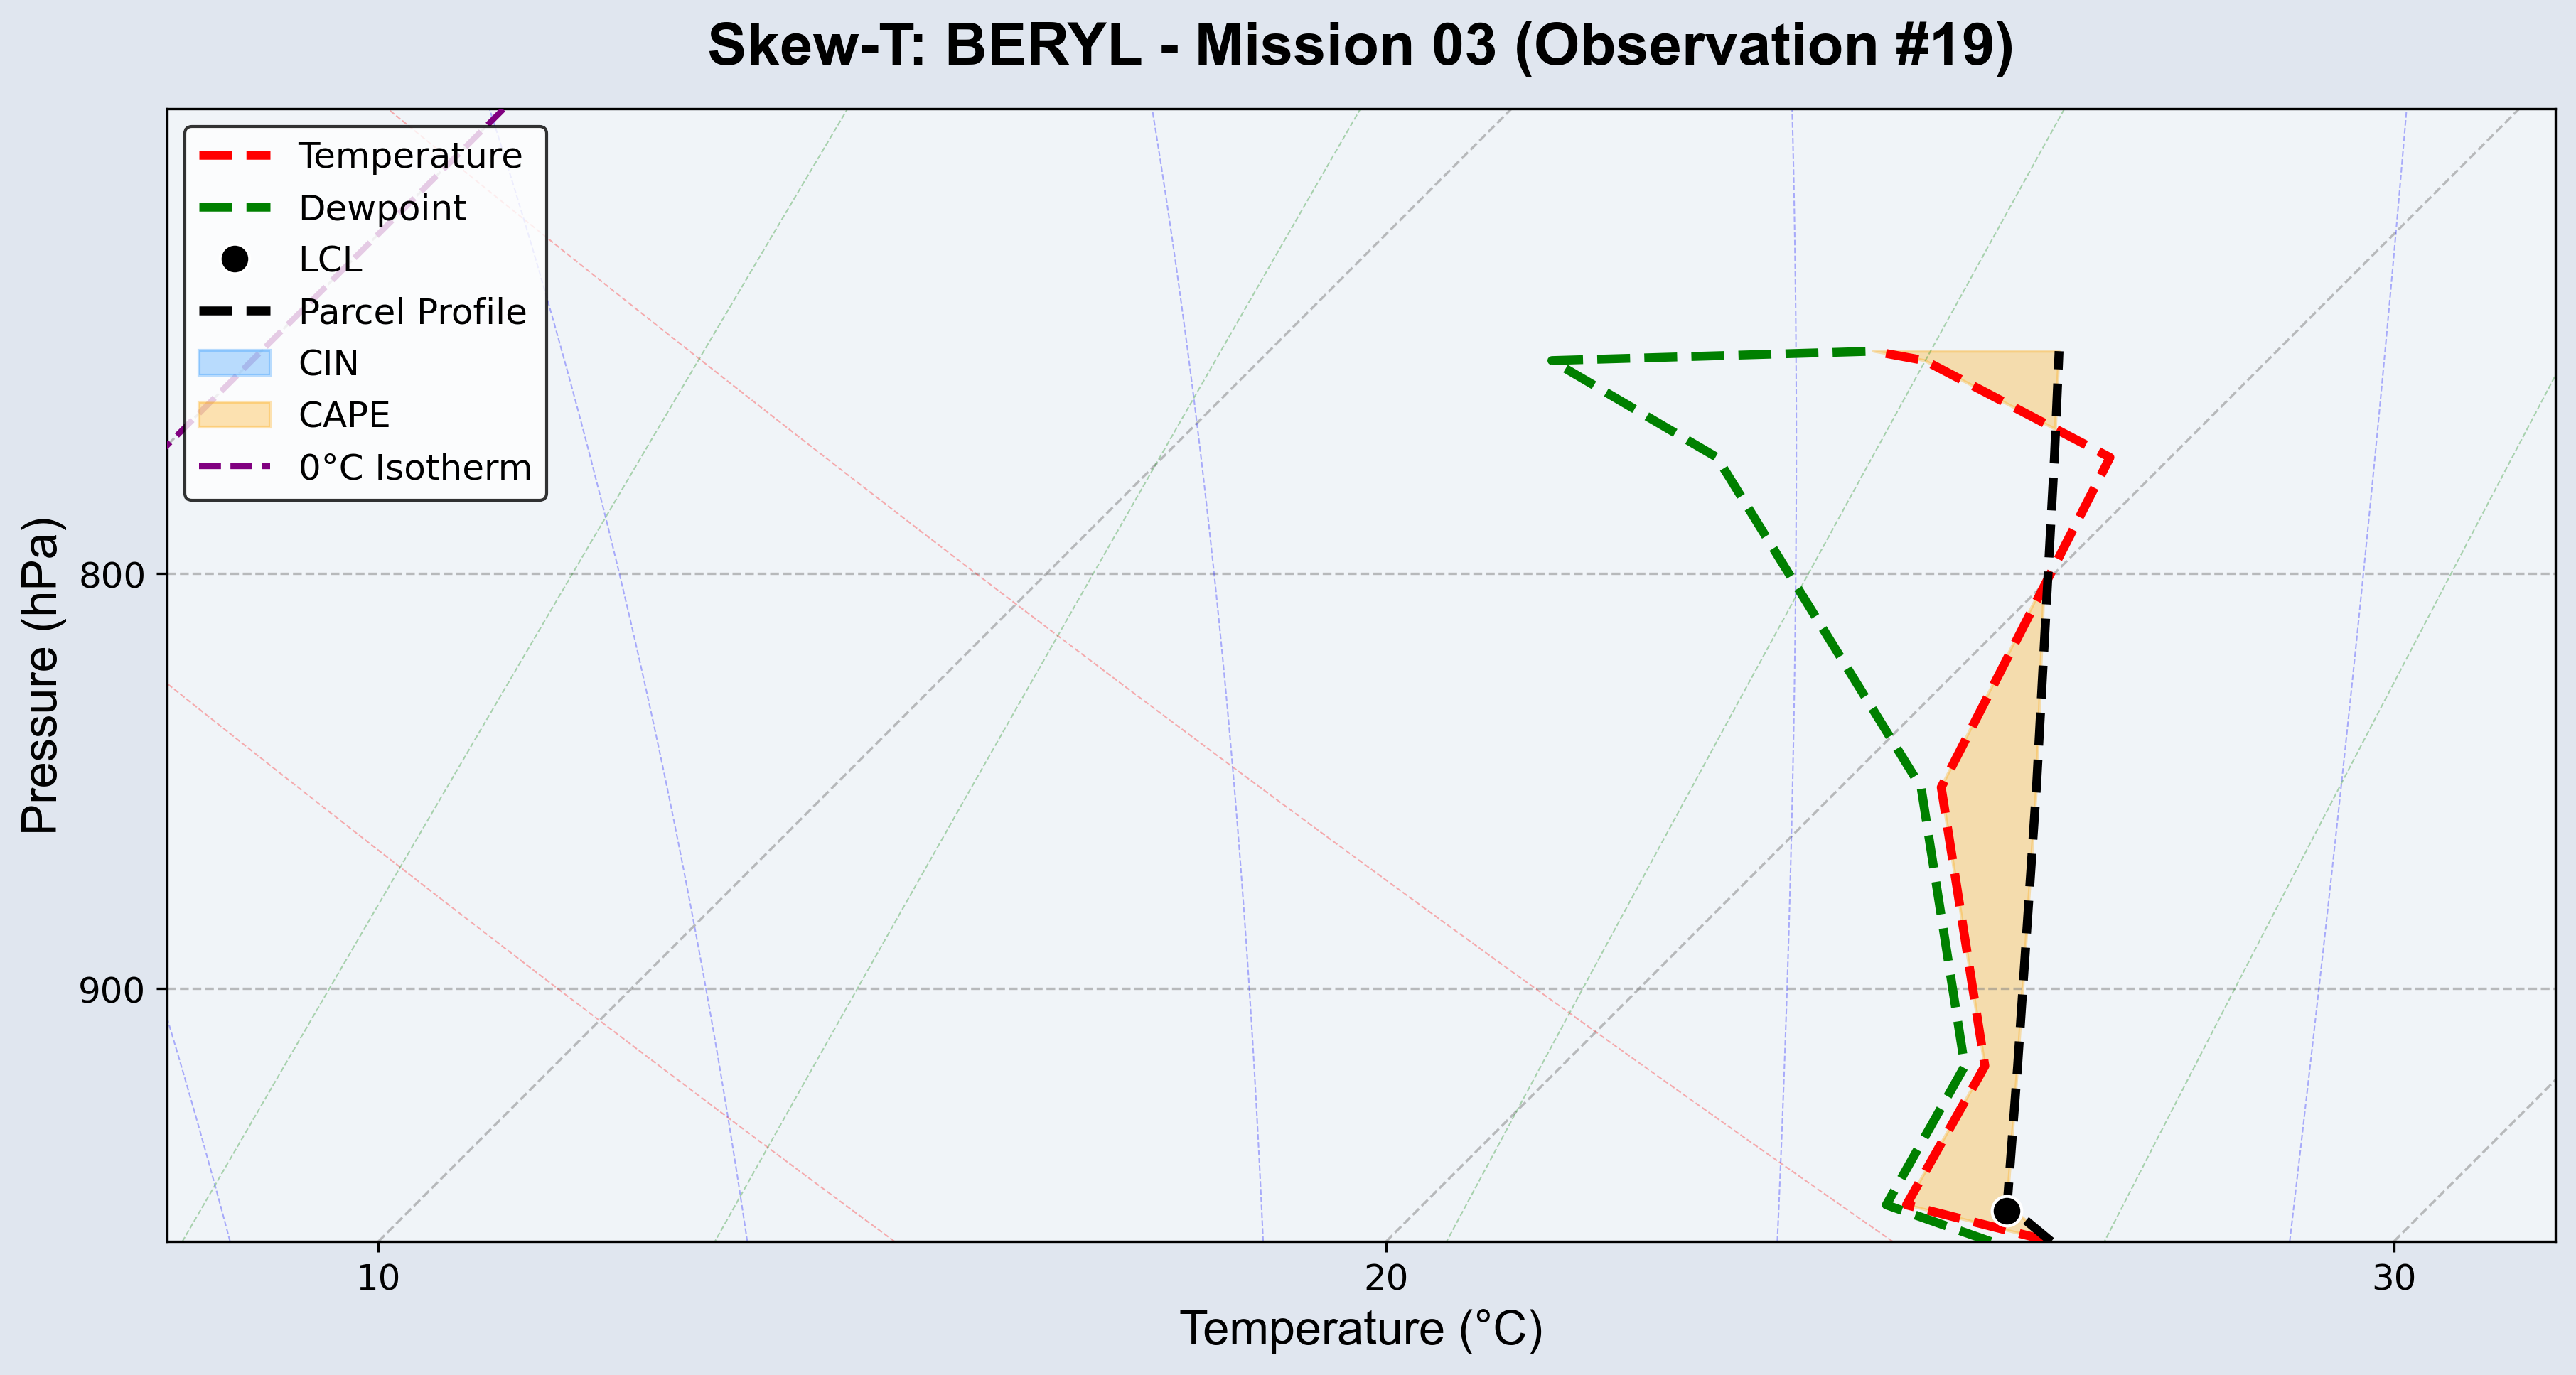 Skew-T: BERYL - Mission 03 (Observation #19)
Temperature
Dewpoint
LCL
Parcel Profile
CIN
CAPE
0°C Isotherm
Pressure (hPa)
800
900
10
20
30
Temperature (°C)